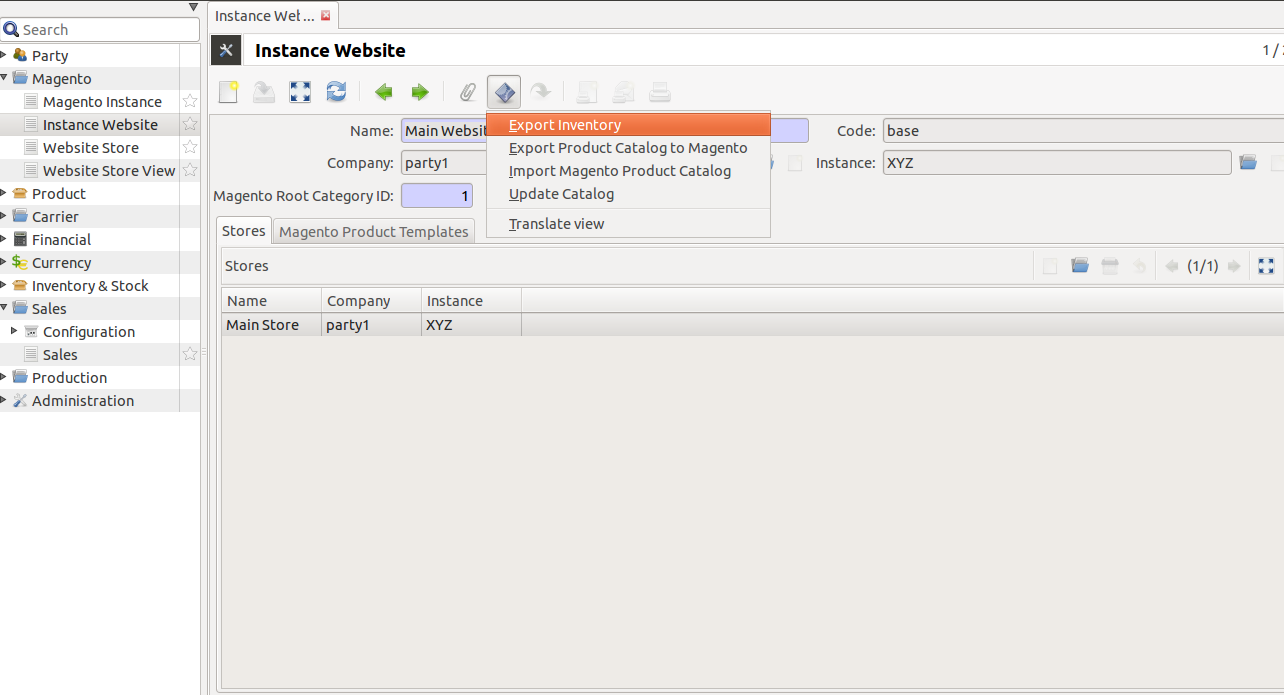 Instance Wel ...
Search
Instance Website
1 /
Party
Magento
Magento Instance
Instance Website
Website Store
Website Store View
Product
Carrier
Financial
Currency
Inventory & Stock
Sales
Configuration
Sales
Production
Administration
Name: Main Websit
Code: base
Company: party1
Instance: XYZ
Magento Root Category ID: 1
Export Inventory
Export Product Catalog to Magento
Import Magento Product Catalog
Update Catalog
Translate view
Stores Magento Product Templates
Stores
(1/1)
Name Company Instance
Main Store party1 XYZ